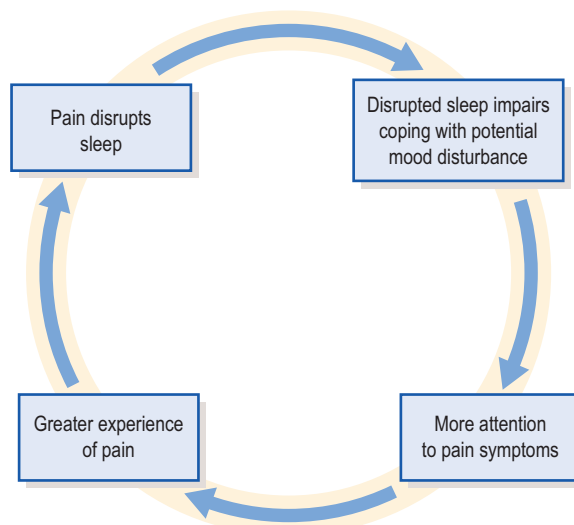 Pain disrupts
sleep
Disrupted sleep impairs
coping with potential
mood disturbance
More attention
to pain symptoms
Greater experience
of pain